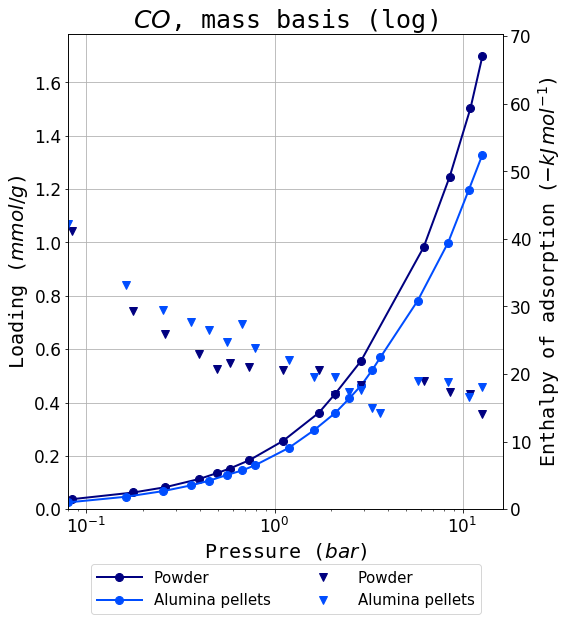 CO, mass basis (log)
Loading (mmol/g)
Enthalpy of adsorption (−kJ mol⁻¹)
1.6
1.4
1.2
1.0
0.8
0.6
0.4
0.2
0.0
70
60
50
40
30
20
10
0
10⁻¹
10⁰
10¹
Pressure (bar)
Powder
Alumina pellets
Powder
Alumina pellets